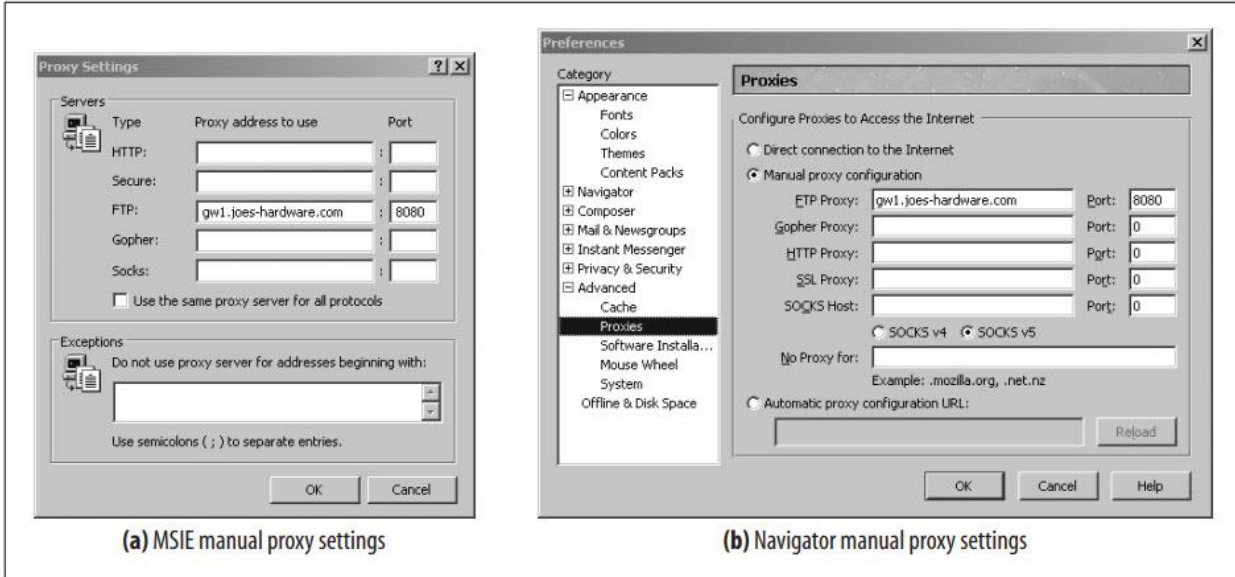 Proxy Settings
Servers
Type Proxy address to use Port
HTTP: :
Secure: :
FTP: gw1.joes-hardware.com : 8080
Gopher: :
Socks: :
Use the same proxy server for all protocols
Exceptions
Do not use proxy server for addresses beginning with:
Use semicolons ( ; ) to separate entries.
OK Cancel
(a) MSIE manual proxy settings
Preferences
Category
Appearance
Fonts
Colors
Themes
Content Packs
Navigator
Composer
Mail & Newsgroups
Instant Messenger
Privacy & Security
Advanced
Cache
Proxies
Software Installa...
Mouse Wheel
System
Offline & Disk Space
Proxies
Configure Proxies to Access the Internet
Direct connection to the Internet
Manual proxy configuration
FTP Proxy: gw1.joes-hardware.com Port: 8080
Gopher Proxy: Port: 0
HTTP Proxy: Port: 0
SSL Proxy: Port: 0
SOCKS Host: Port: 0
SOCKS v4 SOCKS v5
No Proxy for:
Example: .mozilla.org, .net.nz
Automatic proxy configuration URL:
Reload
OK Cancel Help
(b) Navigator manual proxy settings